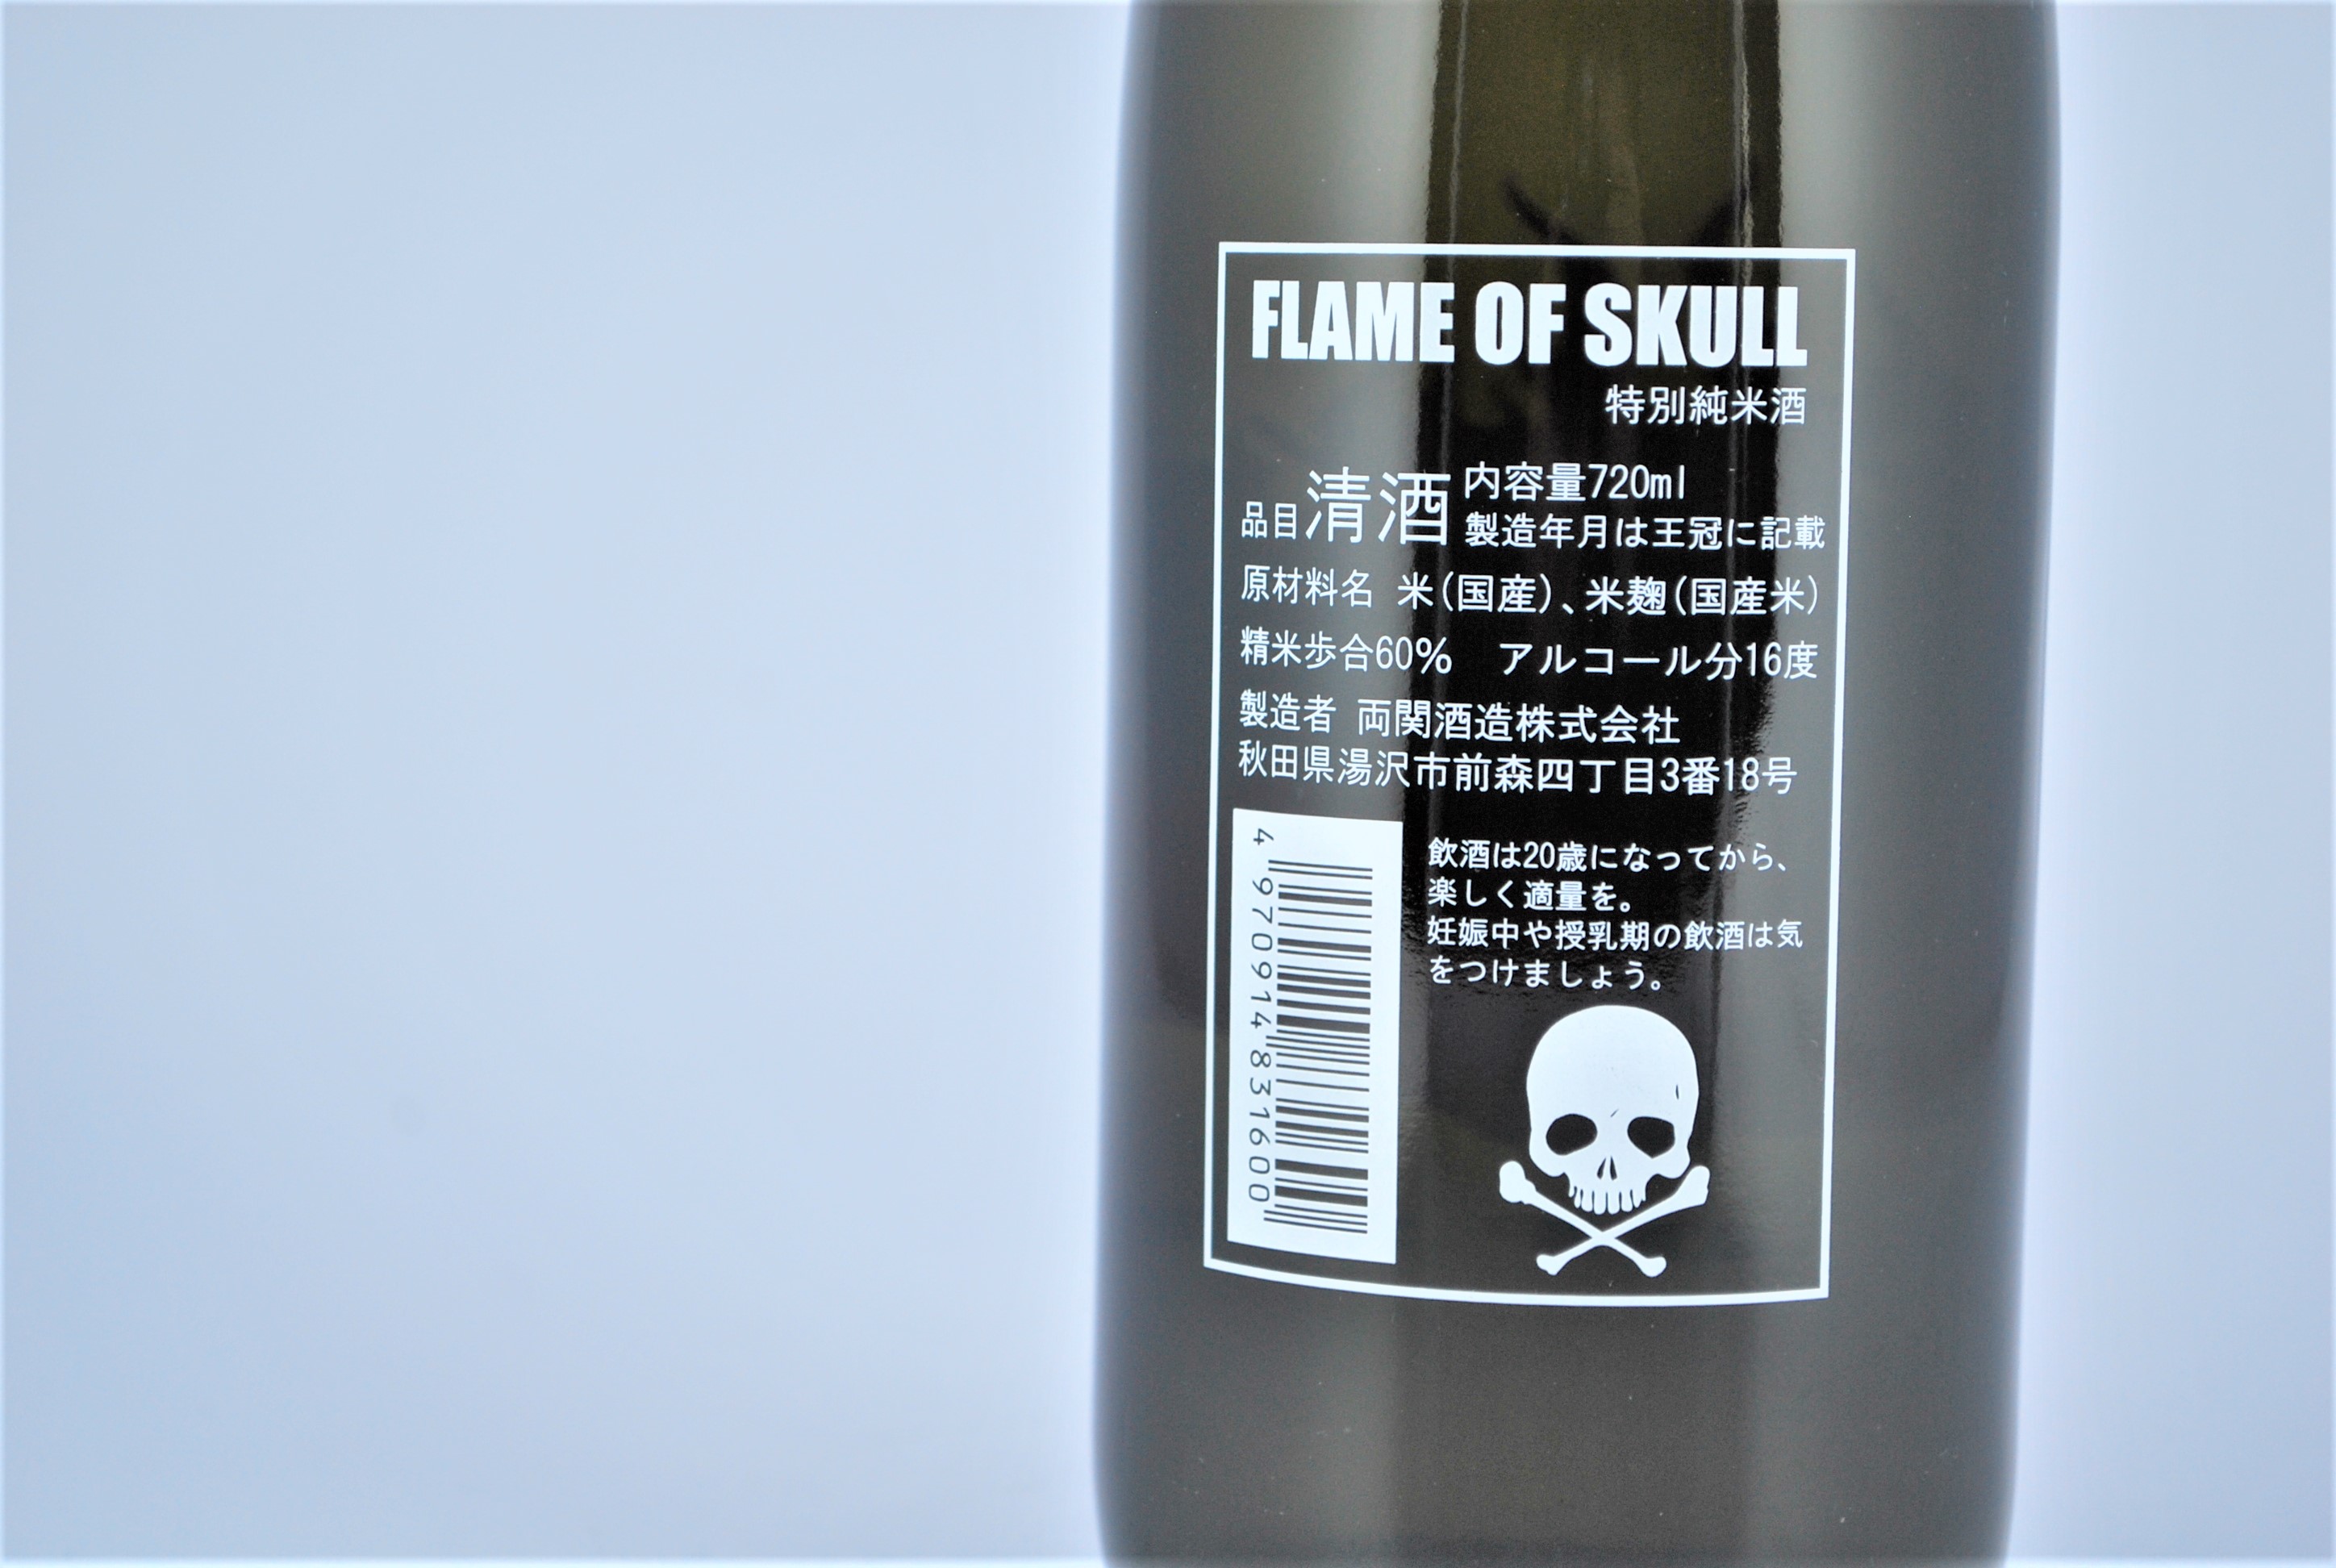 FLAME OF SKULL
特別純米酒
品目清酒
内容量720ml
製造年月は王冠に記載
原材料名 米(国産)、米麹(国産米)
精米歩合60% アルコール分16度
製造者 両関酒造株式会社
秋田県湯沢市前森四丁目3番18号
飲酒は20歳になってから、
楽しく適量を。
妊娠中や授乳期の飲酒は気
をつけましょう。
4970914831600